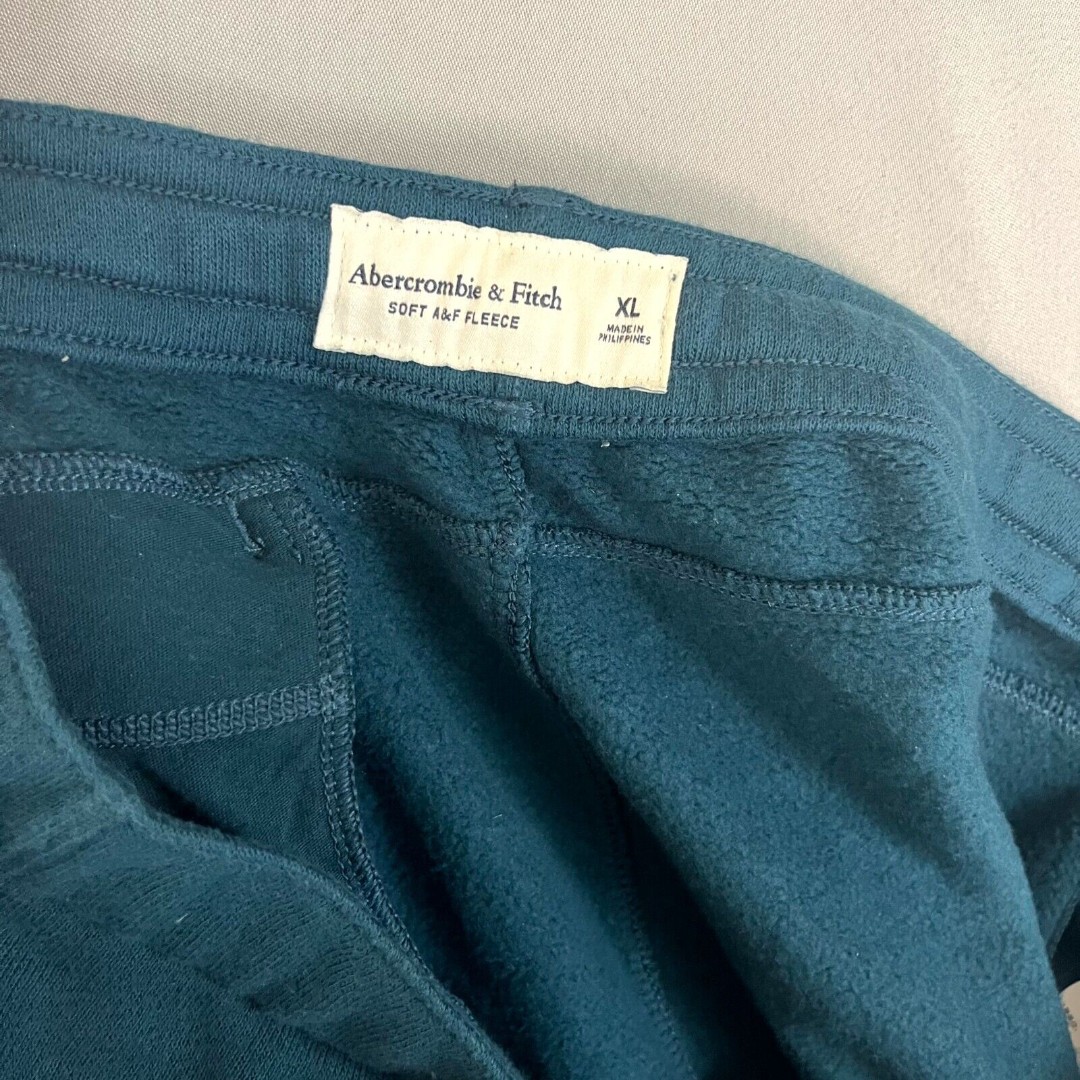 Abercrombie & Fitch
SOFT A&F FLEECE
XL
MADE IN
PHILIPPINES